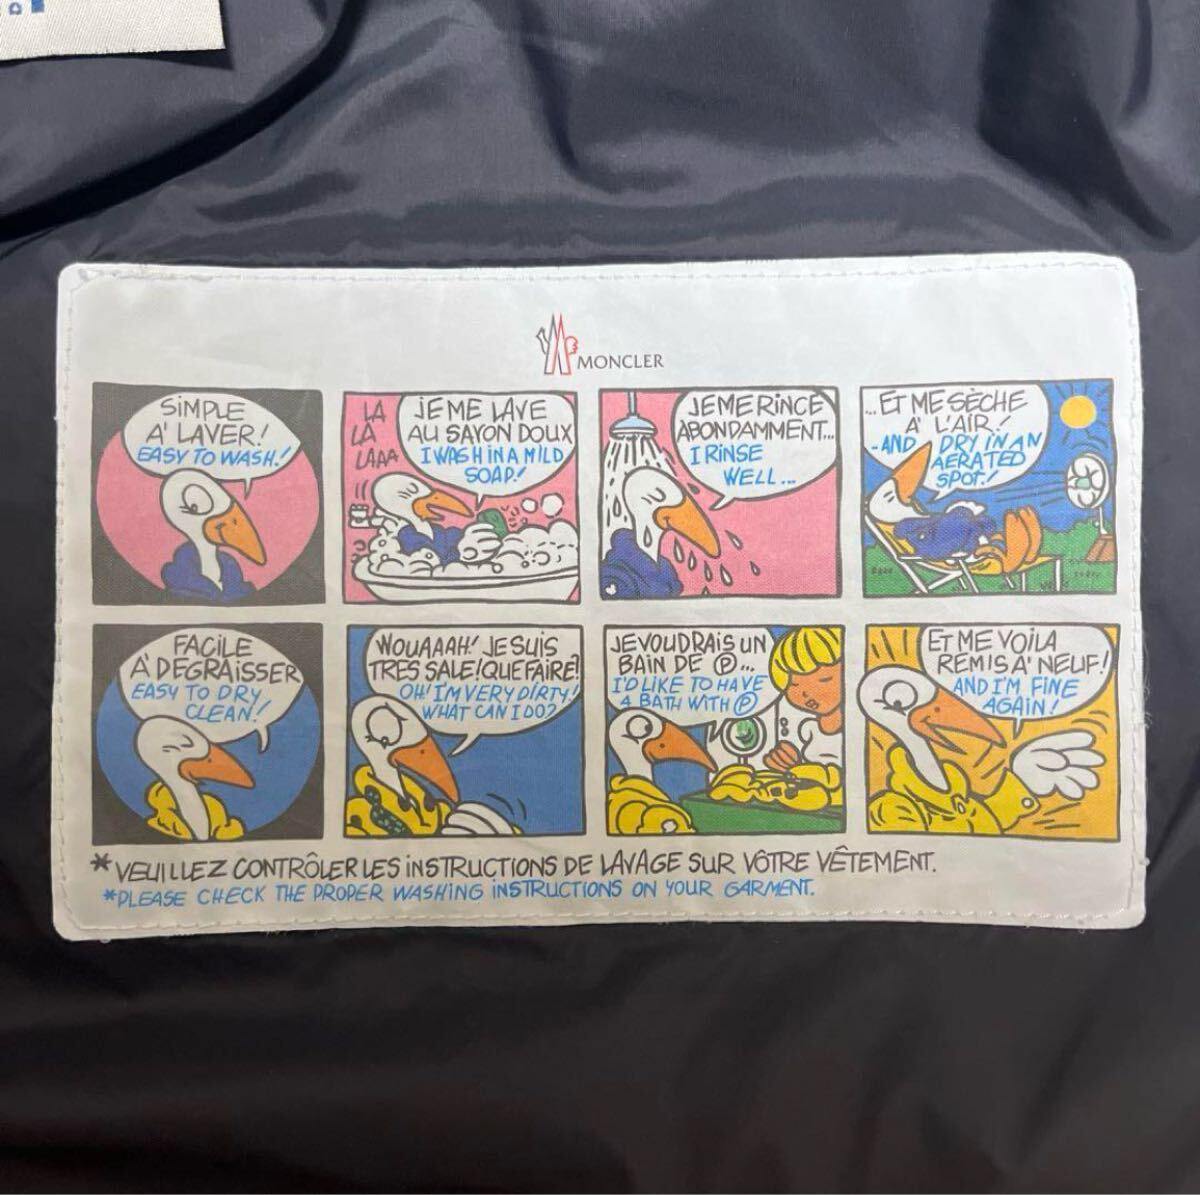 MONCLER
SIMPLE
A' LAVER!
EASY TO WASH!
LA
LA
LAAA
JE ME LAVE
AU SAVON DOUX
I WASH IN A MILD
SOAP!
JE ME RINCE
ABONDAMMENT...
I RINSE
WELL...
...ET ME SÈCHE
A' L'AIR!
-AND DRY IN AN
AERATED
SPOT!
FACILE
A' DEGRAISSER
EASY TO DRY
CLEAN!
WOUAAAH! JE SUIS
TRES SALE! QUE FAIRE?
OH! I'M VERY DIRTY!
WHAT CAN I DO?
JE VOUDRAIS UN
BAIN DE Ⓟ...
I'D LIKE TO HAVE
A BATH WITH Ⓟ
ET ME VOILA
REMIS A' NEUF!
AND I'M FINE
AGAIN!
*VEUILLEZ CONTRÔLER LES INSTRUCTIONS DE LAVAGE SUR VÔTRE VÊTEMENT.
*PLEASE CHECK THE PROPER WASHING INSTRUCTIONS ON YOUR GARMENT.